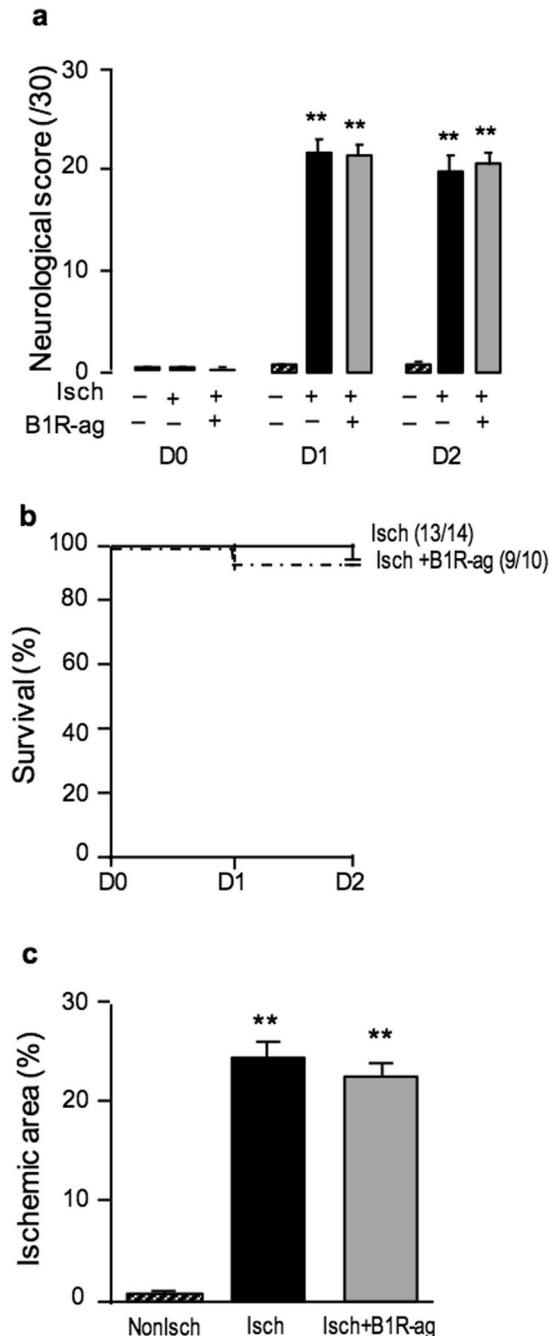 a
Neurological score (/30)
30
20
10
0
** ** ** **
Isch – + + – + + – + +
B1R-ag – – + – – + – – +
D0 D1 D2
b
Survival (%)
100
80
60
40
20
0
Isch (13/14)
Isch +B1R-ag (9/10)
D0 D1 D2
c
Ischemic area (%)
30
20
10
0
** **
NonIsch Isch Isch+B1R-ag